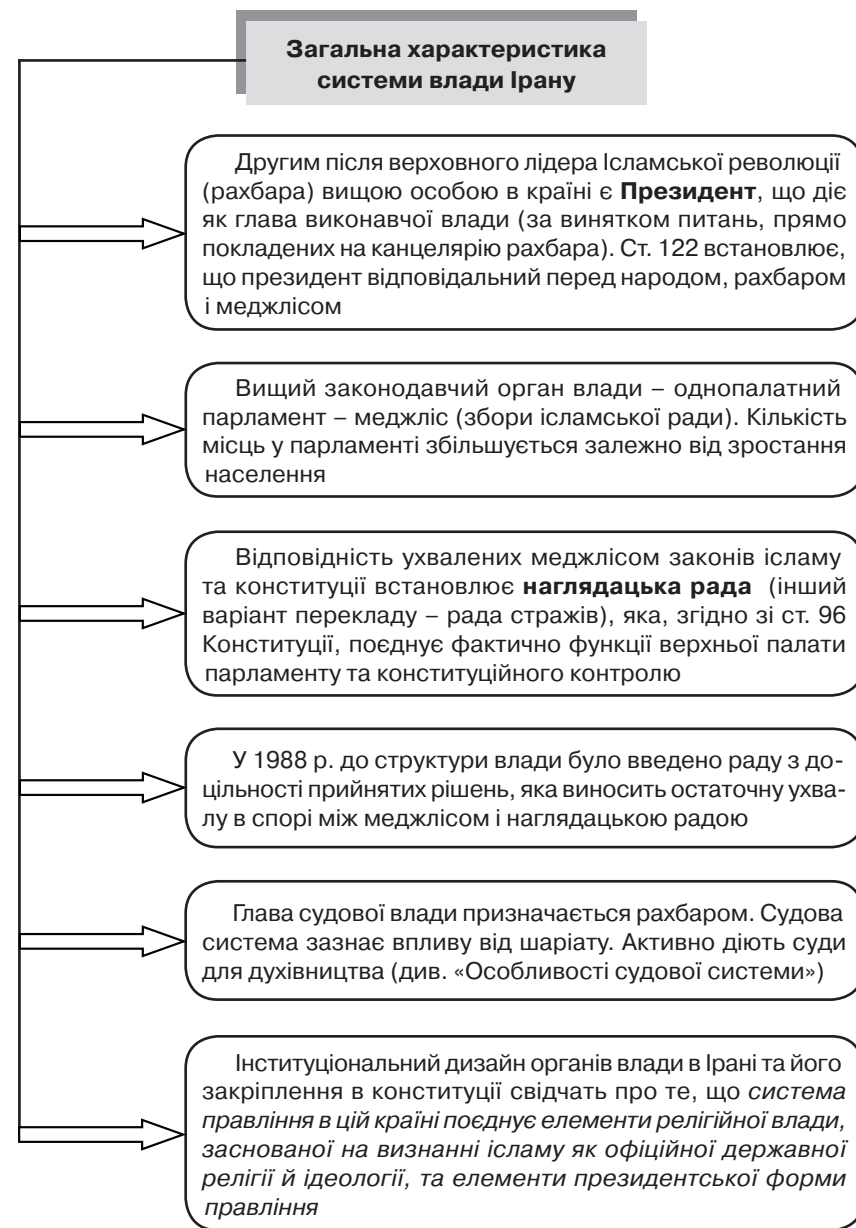 Загальна характеристика
системи влади Ірану
Другим після верховного лідера Ісламської революції
(рахбара) вищою особою в країні є Президент, що діє
як глава виконавчої влади (за винятком питань, прямо
покладених на канцелярію рахбара). Ст. 122 встановлює,
що президент відповідальний перед народом, рахбаром
і меджлісом
Вищий законодавчий орган влади – однопалатний
парламент – меджліс (збори ісламської ради). Кількість
місць у парламенті збільшується залежно від зростання
населення
Відповідність ухвалених меджлісом законів ісламу
та конституції встановлює наглядацька рада (інший
варіант перекладу – рада стражів), яка, згідно зі ст. 96
Конституції, поєднує фактично функції верхньої палати
парламенту та конституційного контролю
У 1988 р. до структури влади було введено раду з до-
цільності прийнятих рішень, яка виносить остаточну ухва-
лу в спорі між меджлісом і наглядацькою радою
Глава судової влади призначається рахбаром. Судова
система зазнає впливу від шаріату. Активно діють суди
для духівництва (див. «Особливості судової системи»)
Інституціональний дизайн органів влади в Ірані та його
закріплення в конституції свідчать про те, що система
правління в цій країні поєднує елементи релігійної влади,
заснованої на визнанні ісламу як офіційної державної
релігії й ідеології, та елементи президентської форми
правління